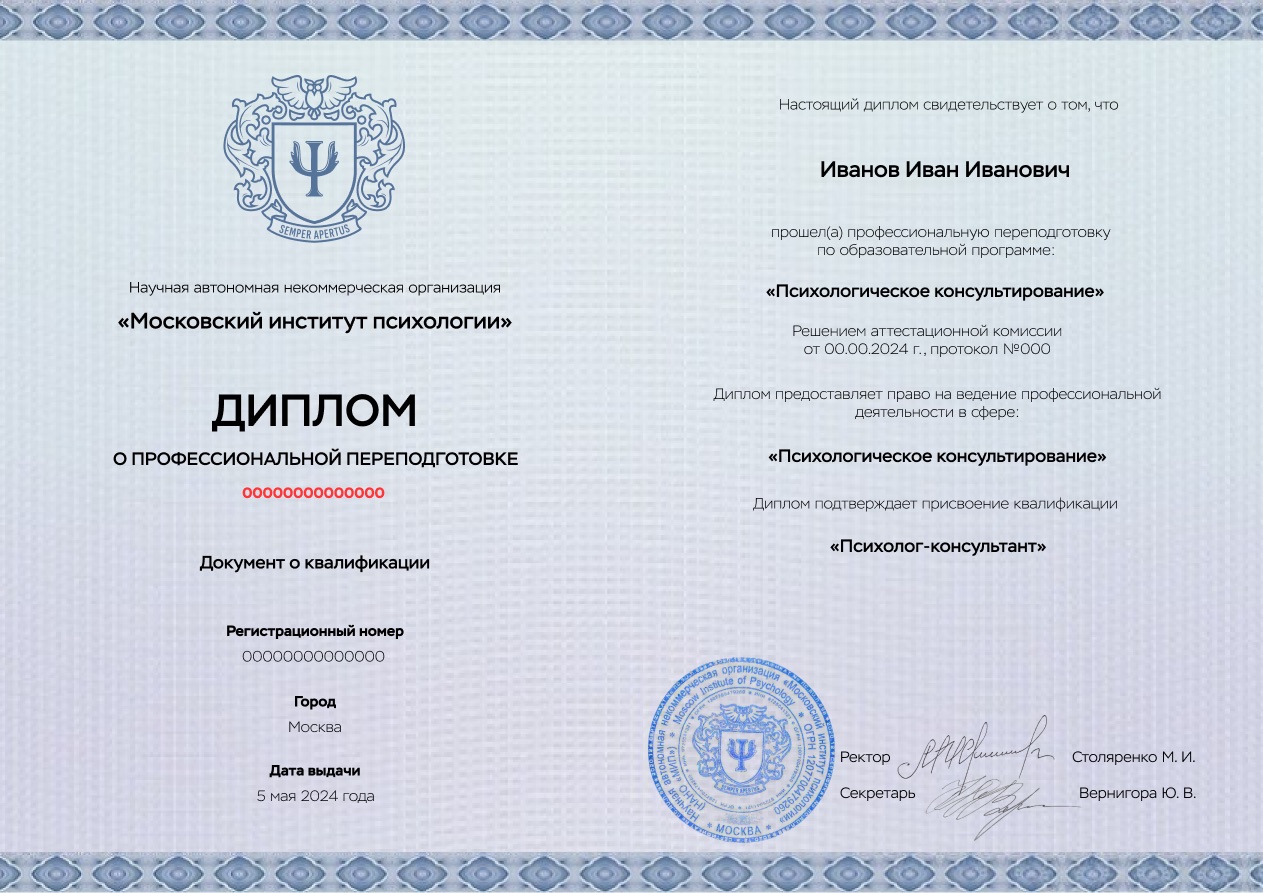 SEMPER APERTUS
Научная автономная некоммерческая организация
«Московский институт психологии»
ДИПЛОМ
О ПРОФЕССИОНАЛЬНОЙ ПЕРЕПОДГОТОВКЕ
00000000000000
Документ о квалификации
Регистрационный номер
00000000000000
Город
Москва
Дата выдачи
5 мая 2024 года
Настоящий диплом свидетельствует о том, что
Иванов Иван Иванович
прошел(а) профессиональную переподготовку
по образовательной программе:
«Психологическое консультирование»
Решением аттестационной комиссии
от 00.00.2024 г., протокол №000
Диплом предоставляет право на ведение профессиональной
деятельности в сфере:
«Психологическое консультирование»
Диплом подтверждает присвоение квалификации
«Психолог-консультант»
Научная автономная некоммерческая организация «Московский институт психологии»
(НАНО «МИП») * Moscow Institute of Psychology * ОГРН 1207700479260
SEMPER APERTUS
* МОСКВА *
Ректор Столяренко М. И.
Секретарь Вернигора Ю. В.